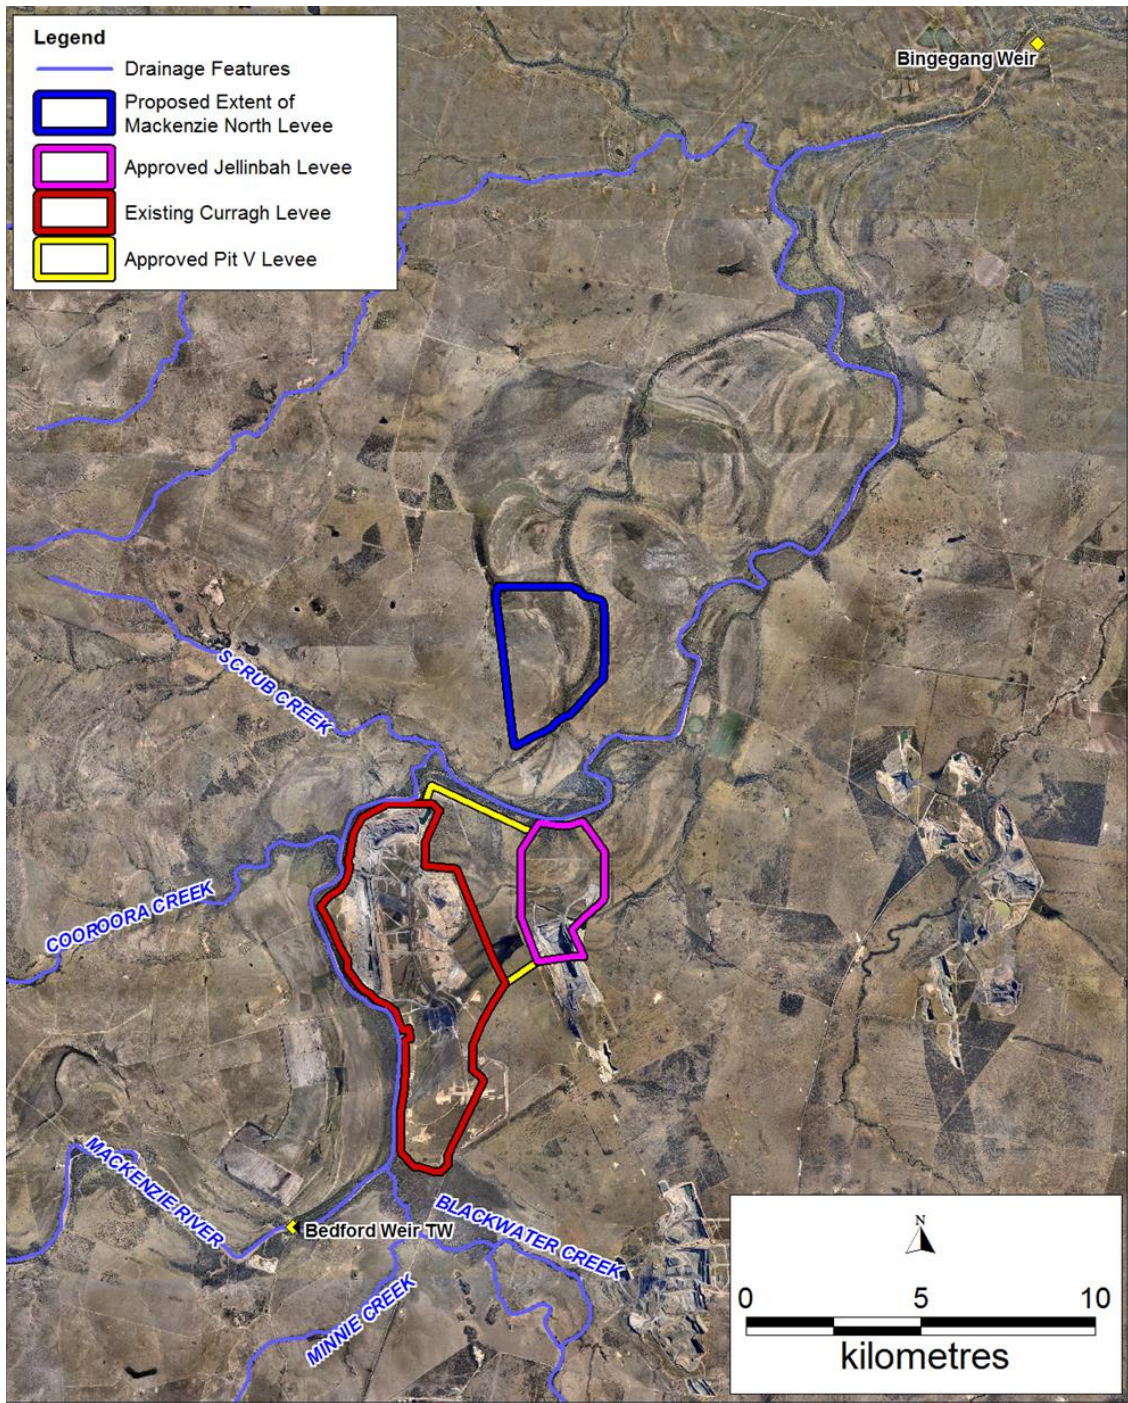 Legend
Drainage Features
Proposed Extent of
Mackenzie North Levee
Approved Jellinbah Levee
Existing Curragh Levee
Approved Pit V Levee
Bingegang Weir
SCRUB CREEK
COOROORA CREEK
MACKENZIE RIVER
Bedford Weir TW
BLACKWATER CREEK
MINNIE CREEK
N
0 5 10
kilometres